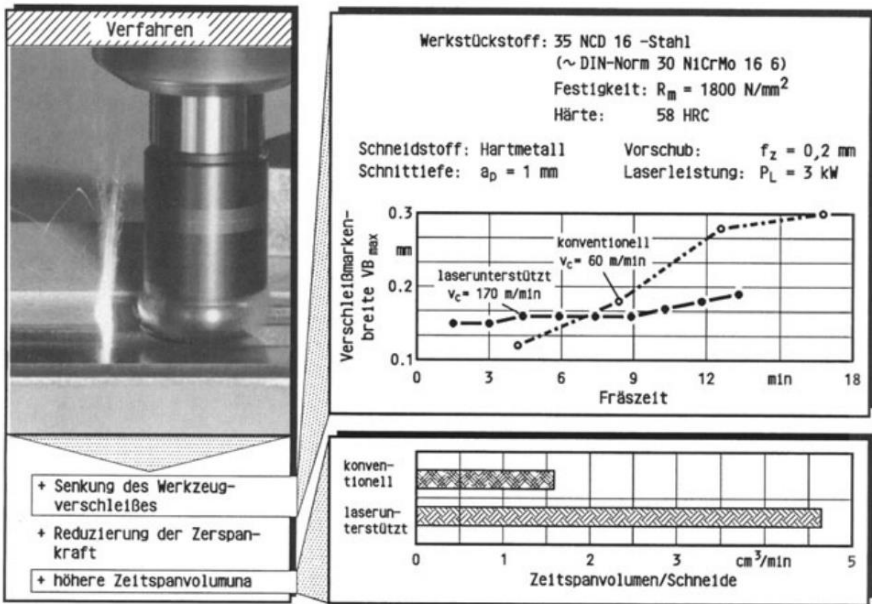 Verfahren
+ Senkung des Werkzeug-
verschleißes
+ Reduzierung der Zerspan-
kraft
+ höhere Zeitspanvolumuna
Werkstückstoff: 35 NCD 16 -Stahl
(~ DIN-Norm 30 NiCrMo 16 6)
Festigkeit: Rm = 1800 N/mm²
Härte: 58 HRC
Schneidstoff: Hartmetall Vorschub: fz = 0,2 mm
Schnittiefe: ap = 1 mm Laserleistung: PL = 3 kW
Verschleißmarken-
breite VB max
0.3
mm
0.2
0.1
konventionell
vc= 60 m/min
laserunterstützt
vc= 170 m/min
0 3 6 9 12 min 18
Fräszeit
konven-
tionell
laserun-
terstützt
0 1 2 3 cm³/min 5
Zeitspanvolumen/Schneide